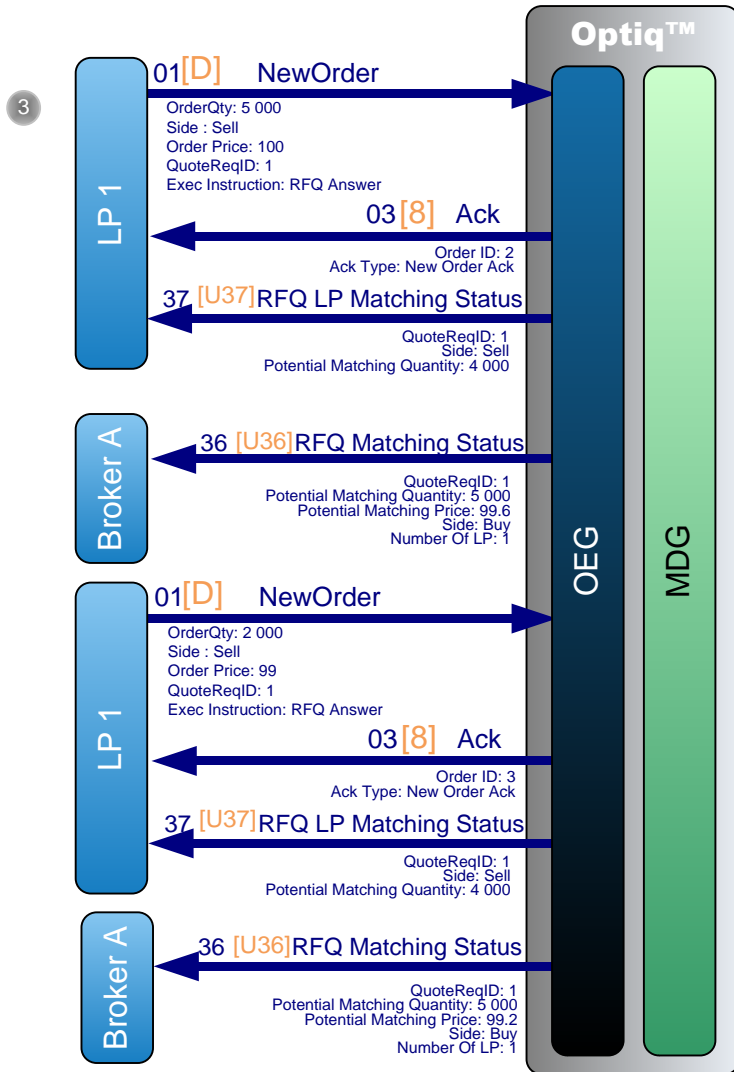 Optiq™
3
LP 1
01[D] NewOrder
OrderQty: 5 000
Side : Sell
Order Price: 100
QuoteReqID: 1
Exec Instruction: RFQ Answer
03[8] Ack
Order ID: 2
Ack Type: New Order Ack
37 [U37]RFQ LP Matching Status
QuoteReqID: 1
Side: Sell
Potential Matching Quantity: 4 000
Broker A
36 [U36]RFQ Matching Status
QuoteReqID: 1
Potential Matching Quantity: 5 000
Potential Matching Price: 99.6
Side: Buy
Number Of LP: 1
OEG
MDG
LP 1
01[D] NewOrder
OrderQty: 2 000
Side : Sell
Order Price: 99
QuoteReqID: 1
Exec Instruction: RFQ Answer
03[8] Ack
Order ID: 3
Ack Type: New Order Ack
37 [U37]RFQ LP Matching Status
QuoteReqID: 1
Side: Sell
Potential Matching Quantity: 4 000
Broker A
36 [U36]RFQ Matching Status
QuoteReqID: 1
Potential Matching Quantity: 5 000
Potential Matching Price: 99.2
Side: Buy
Number Of LP: 1